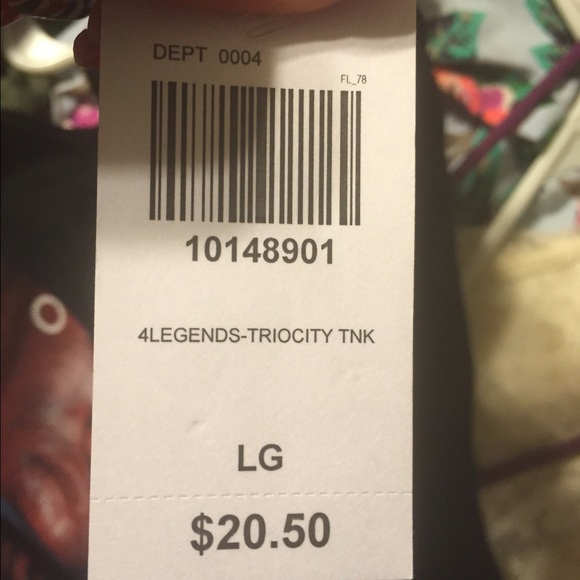 DEPT 0004
FL_78
10148901
4LEGENDS-TRIOCITY TNK
LG
$20.50